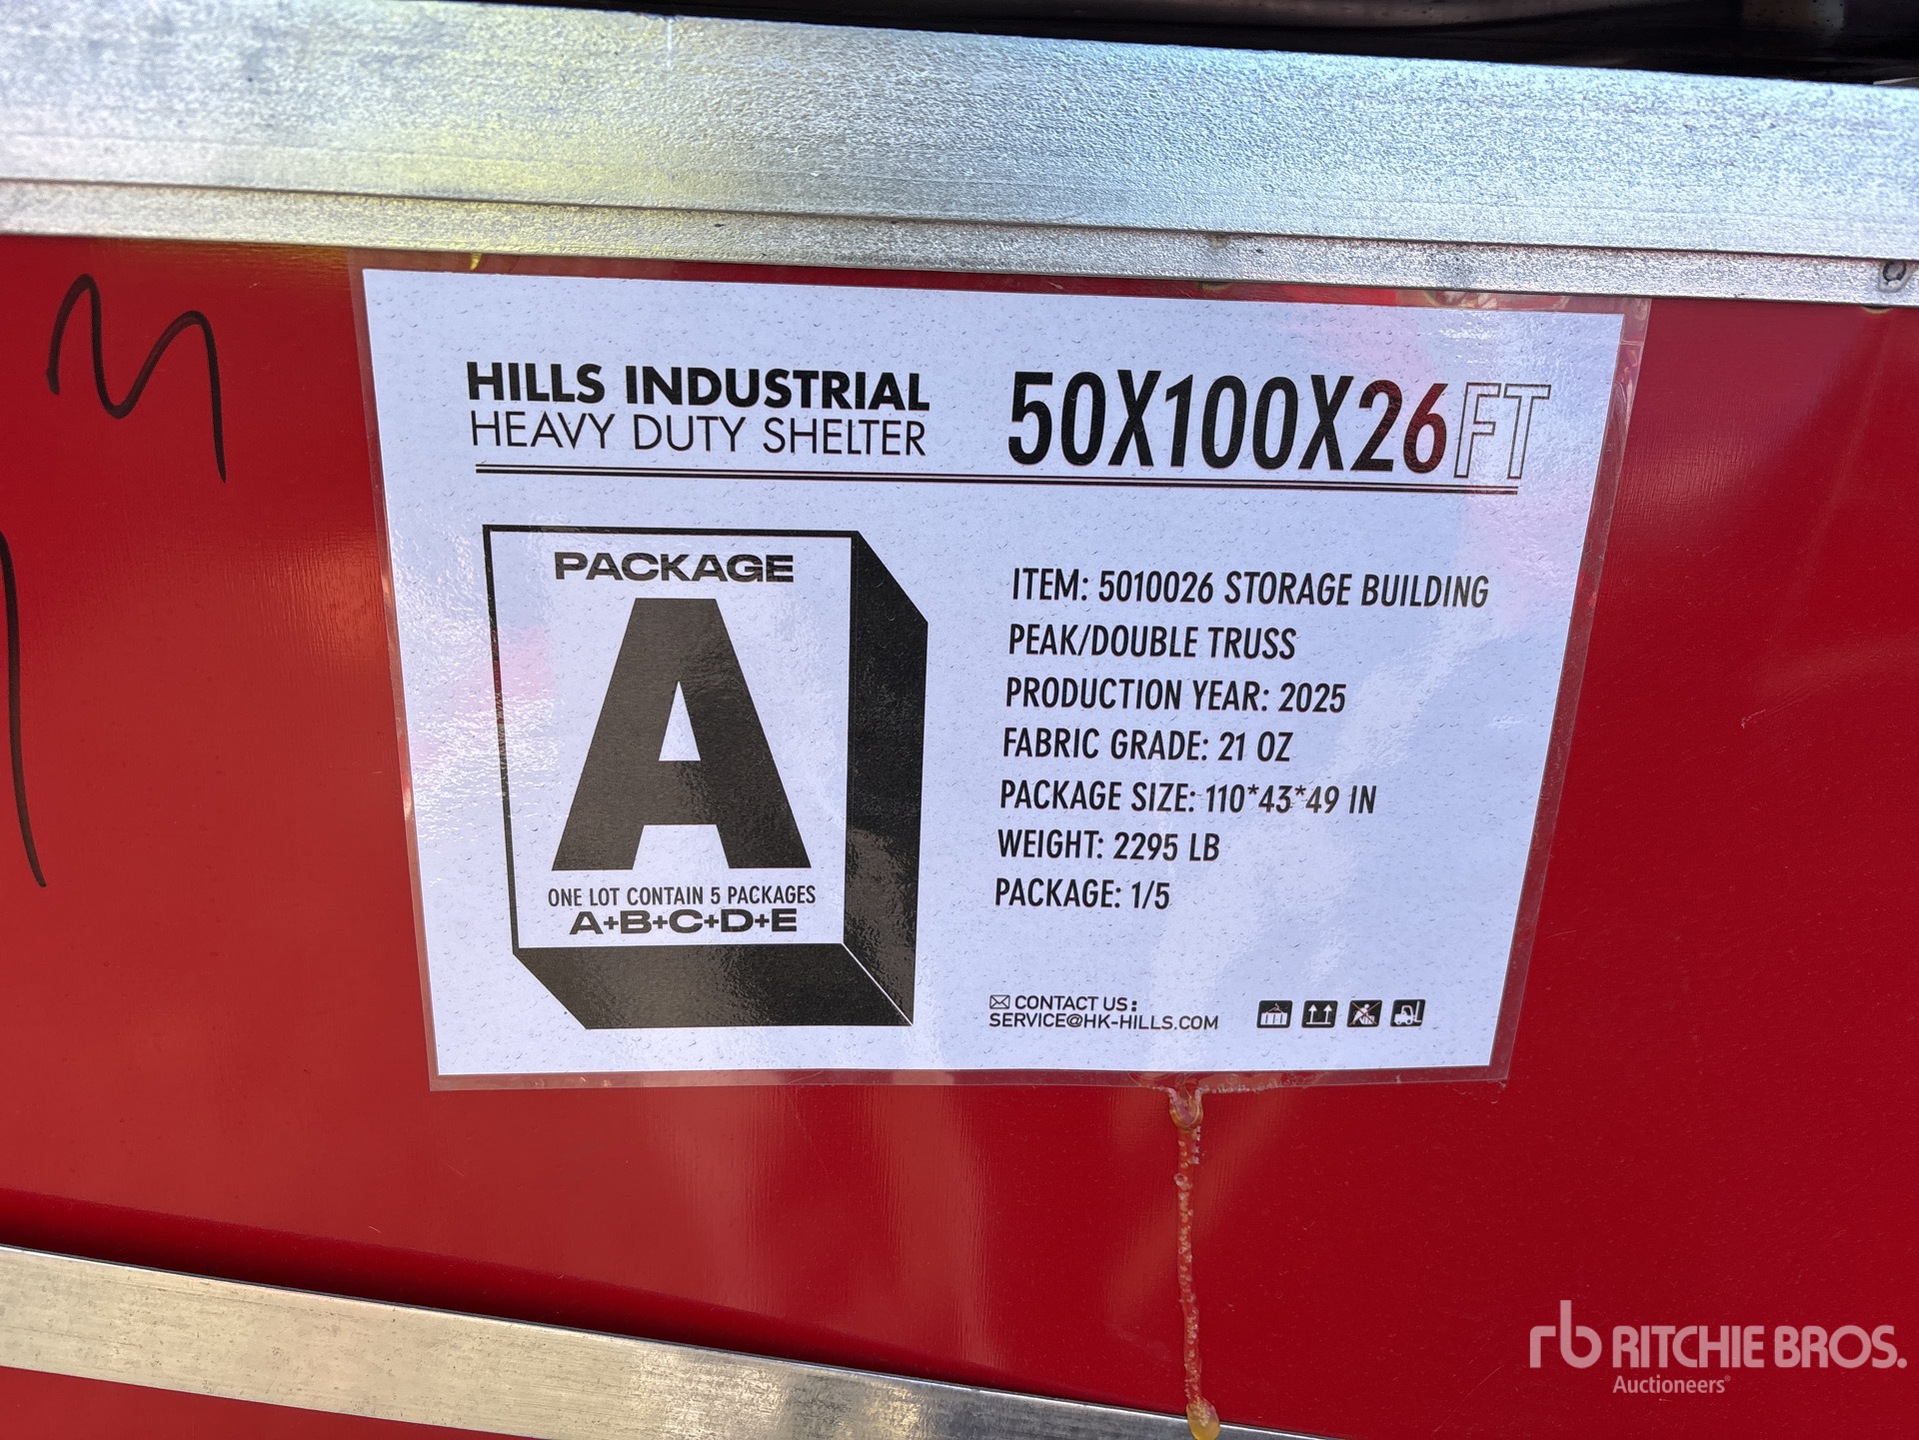 HILLS INDUSTRIAL
HEAVY DUTY SHELTER
50X100X26FT
PACKAGE
A
ONE LOT CONTAIN 5 PACKAGES
A+B+C+D+E
ITEM: 5010026 STORAGE BUILDING
PEAK/DOUBLE TRUSS
PRODUCTION YEAR: 2025
FABRIC GRADE: 21 OZ
PACKAGE SIZE: 110*43*49 IN
WEIGHT: 2295 LB
PACKAGE: 1/5
CONTACT US:
SERVICE@HK-HILLS.COM
rb RITCHIE BROS.
Auctioneers